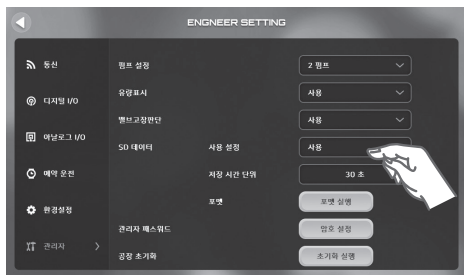 ENGNEER SETTING
통신
펌프 설정 2 펌프
디지털 I/O
유량표시 사용
밸브고장판단 사용
아날로그 I/O
SD 데이터 사용 설정 사용
예약 운전
저장 시간 단위 30 초
포맷 포맷 실행
환경설정
관리자 패스워드 암호 설정
관리자 >
공장 초기화 초기화 실행